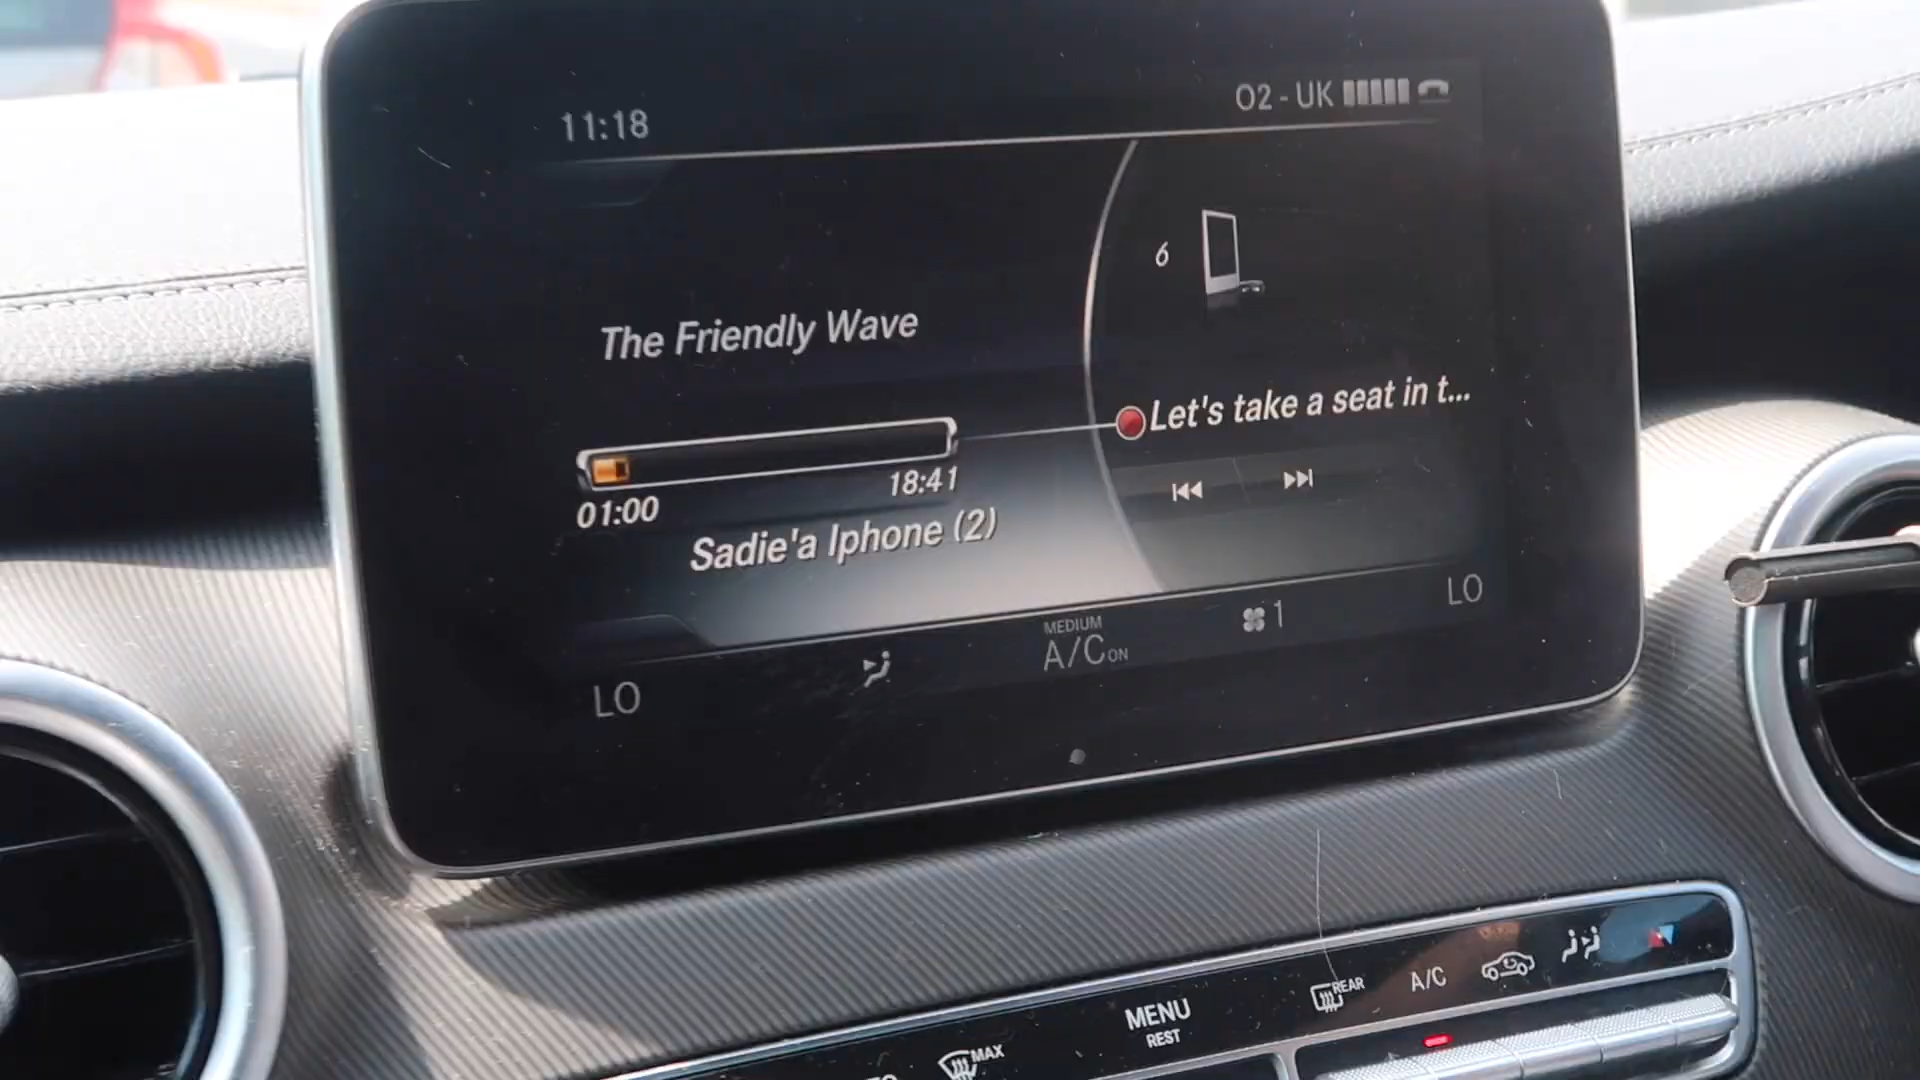 11:18
O2 - UK
6
The Friendly Wave
Let's take a seat in t...
01:00
18:41
Sadie'a Iphone (2)
LO
MEDIUM
A/C ON
1
LO
MENU
REST
MAX
REAR
A/C